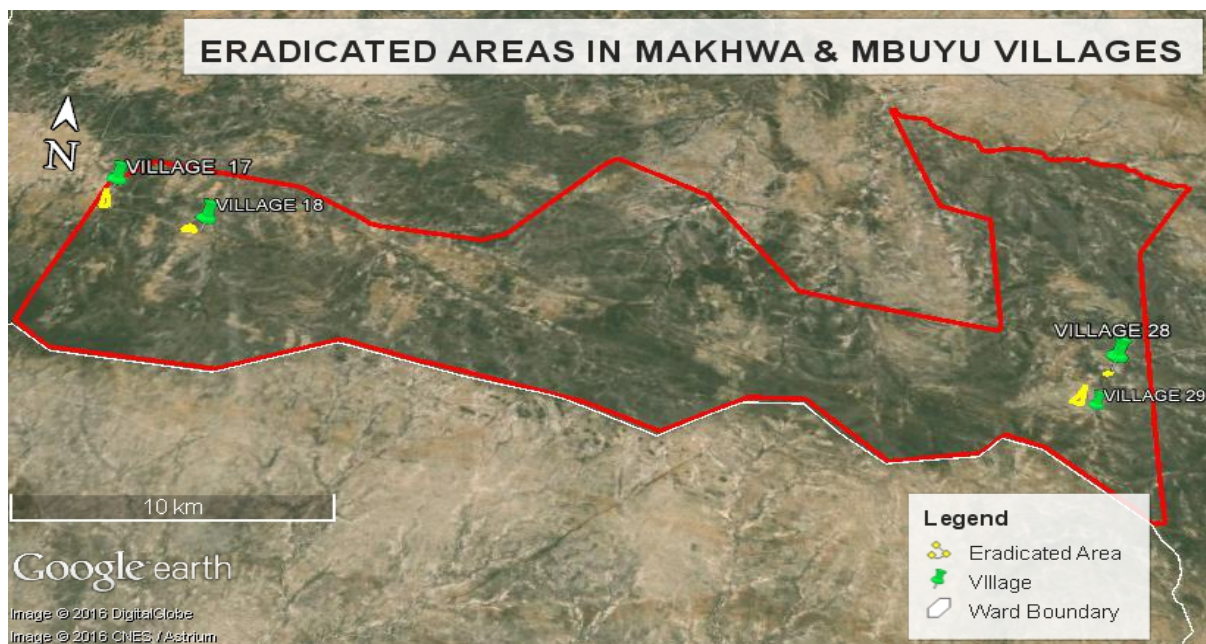 ERADICATED AREAS IN MAKHWA & MBUYU VILLAGES
N
VILLAGE 17
VILLAGE 18
VILLAGE 28
VILLAGE 29
10 km
Legend
Eradicated Area
VIllage
Ward Boundary
Google earth
Image © 2016 DigitalGlobe
Image © 2016 CNES / Astrium